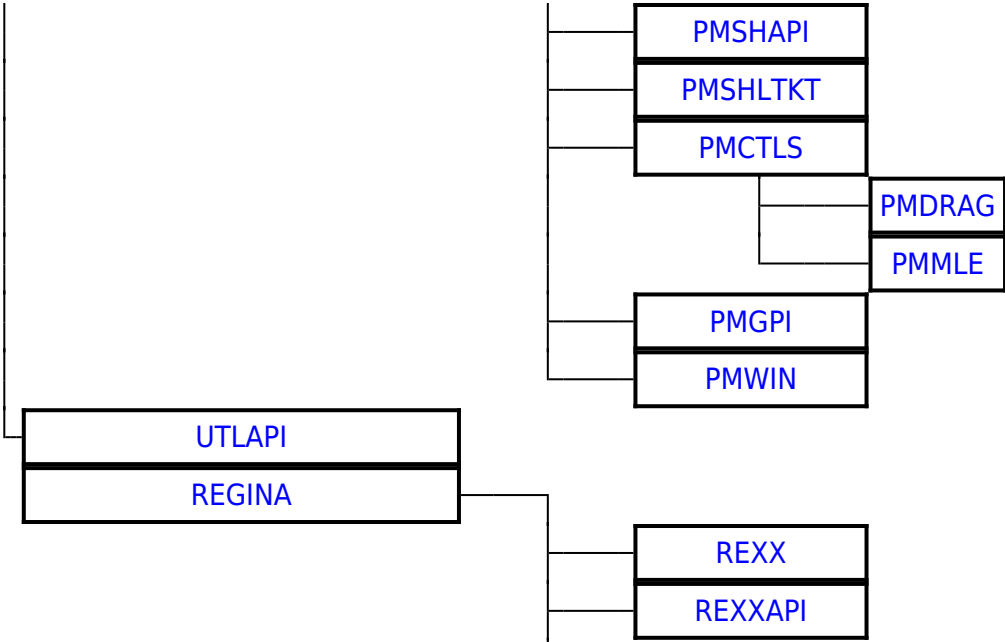 PMSHAPI
PMSHLTKT
PMCTLS
PMDRAG
PMMLE
PMGPI
PMWIN
UTLAPI
REGINA
REXX
REXXAPI